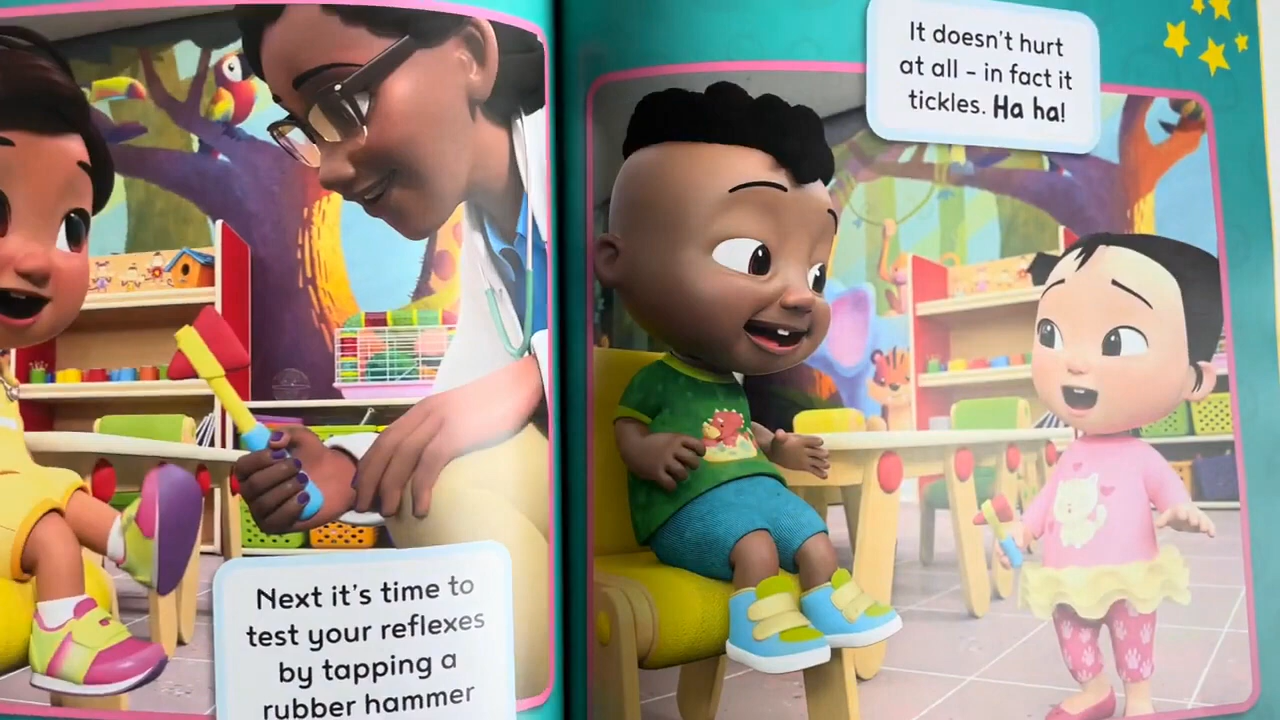 Next it's time to
test your reflexes
by tapping a
rubber hammer
It doesn't hurt
at all – in fact it
tickles. Ha ha!